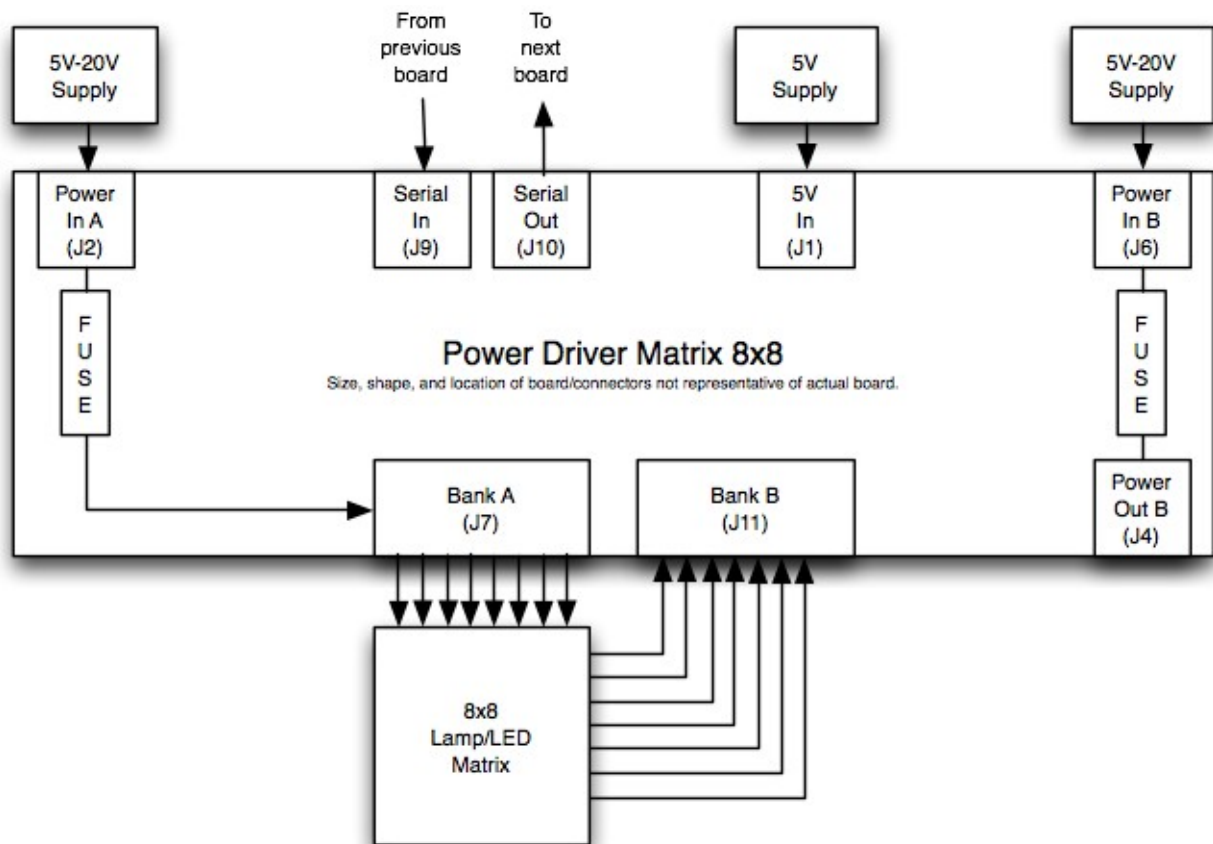 From
previous
board
To
next
board
5V-20V
Supply
5V
Supply
5V-20V
Supply
Power
In A
(J2)
Serial
In
(J9)
Serial
Out
(J10)
5V
In
(J1)
Power
In B
(J6)
F
U
S
E
F
U
S
E
Power Driver Matrix 8x8
Size, shape, and location of board/connectors not representative of actual board.
Bank A
(J7)
Bank B
(J11)
Power
Out B
(J4)
8x8
Lamp/LED
Matrix